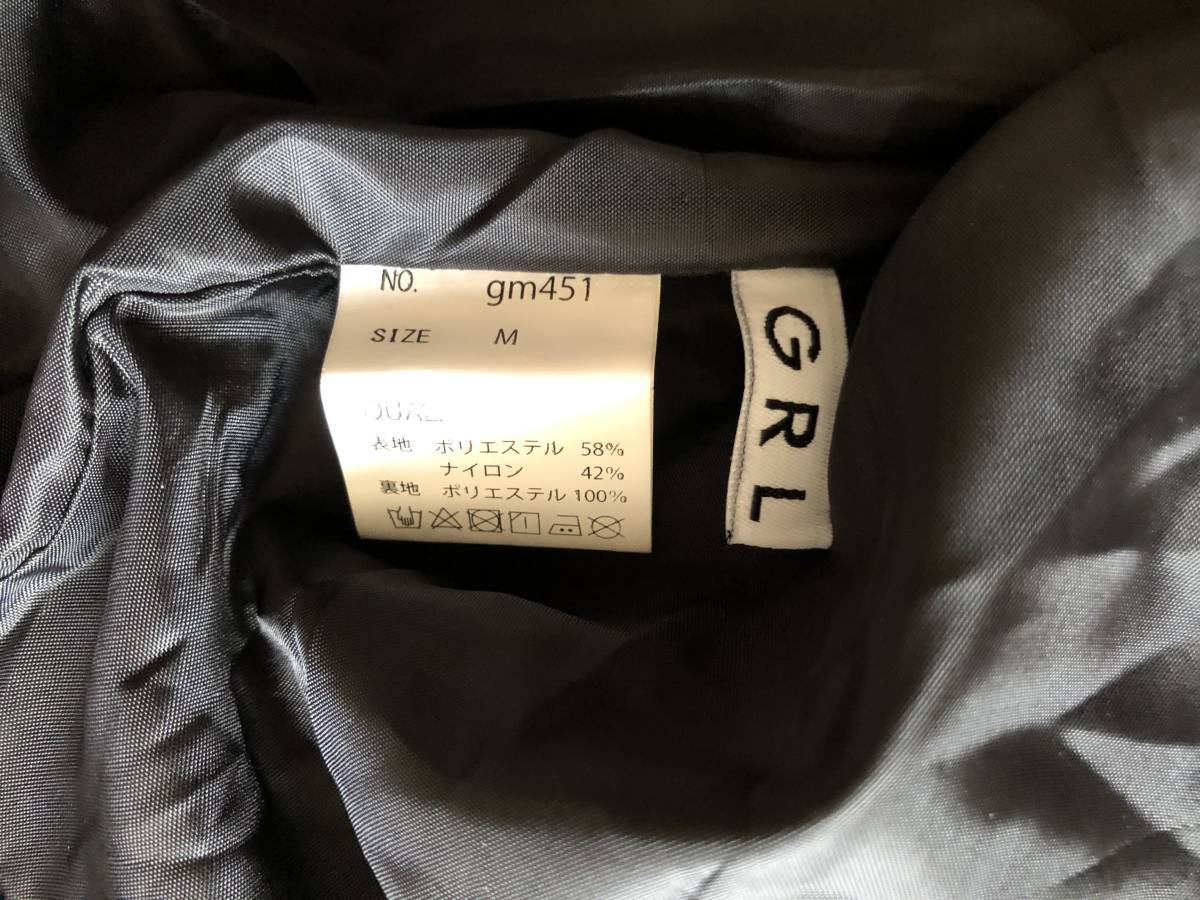 NO. gm451
SIZE M
QUAL.
表地 ポリエステル 58%
ナイロン 42%
裏地 ポリエステル 100%
GRL